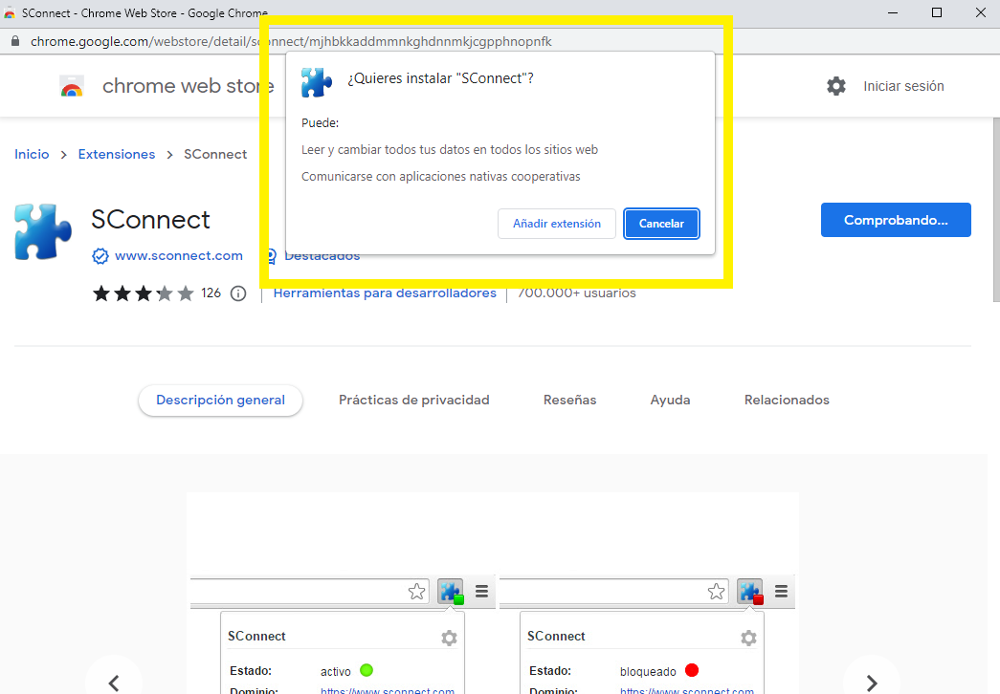 SConnect - Chrome Web Store - Google Chrome
chrome.google.com/webstore/detail/sconnect/mjhbkkaddmmnkghdnnmkjcgpphnopnfk
chrome web store
¿Quieres instalar "SConnect"?
Iniciar sesión
Puede:
Leer y cambiar todos tus datos en todos los sitios web
Comunicarse con aplicaciones nativas cooperativas
Añadir extensión
Cancelar
Inicio > Extensiones > SConnect
SConnect
Comprobando...
www.sconnect.com
Destacados
126
Herramientas para desarrolladores
700.000+ usuarios
Descripción general
Prácticas de privacidad
Reseñas
Ayuda
Relacionados
SConnect
Estado: activo
Dominio: https://www.sconnect.com
SConnect
Estado: bloqueado
Dominio: https://www.sconnect.com